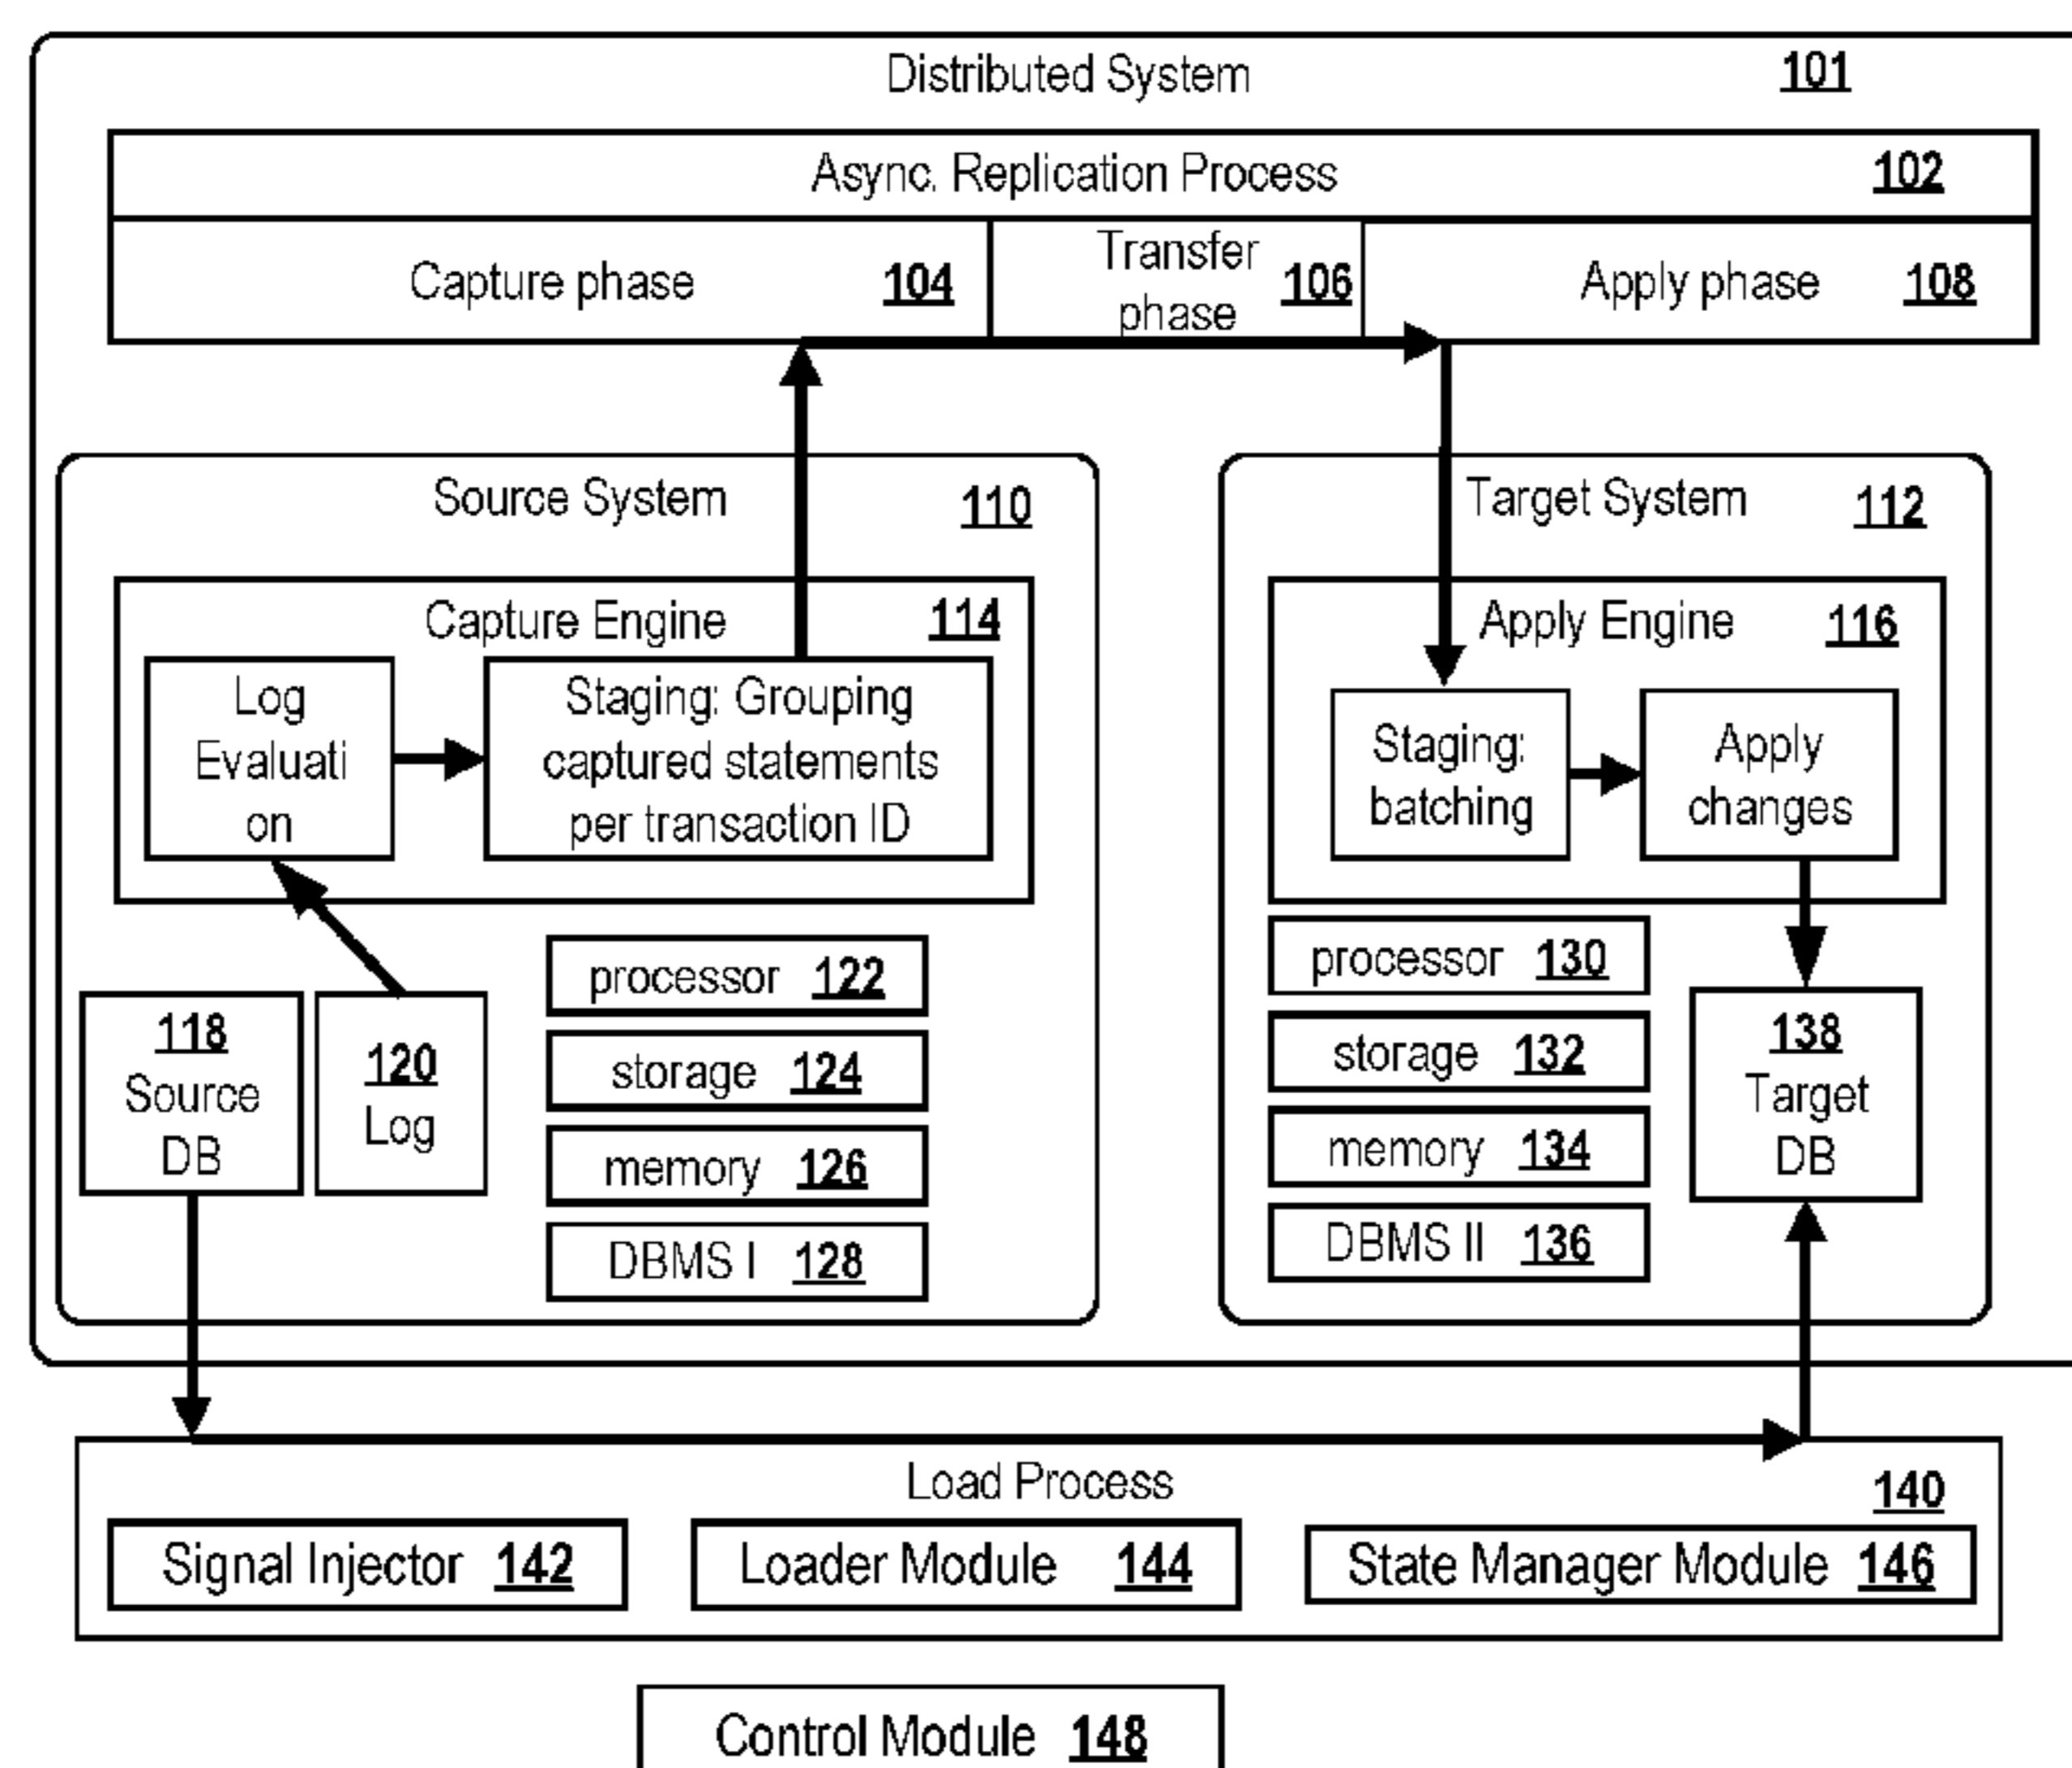 Distributed System 101
Async. Replication Process 102
Capture phase 104
Transfer
phase 106
Apply phase 108
Source System 110
Capture Engine 114
Log
Evaluati
on
Staging: Grouping
captured statements
per transaction ID
118
Source
DB
120
Log
processor 122
storage 124
memory 126
DBMS I 128
Target System 112
Apply Engine 116
Staging:
batching
Apply
changes
processor 130
storage 132
memory 134
DBMS II 136
138
Target
DB
Load Process 140
Signal Injector 142
Loader Module 144
State Manager Module 146
Control Module 148